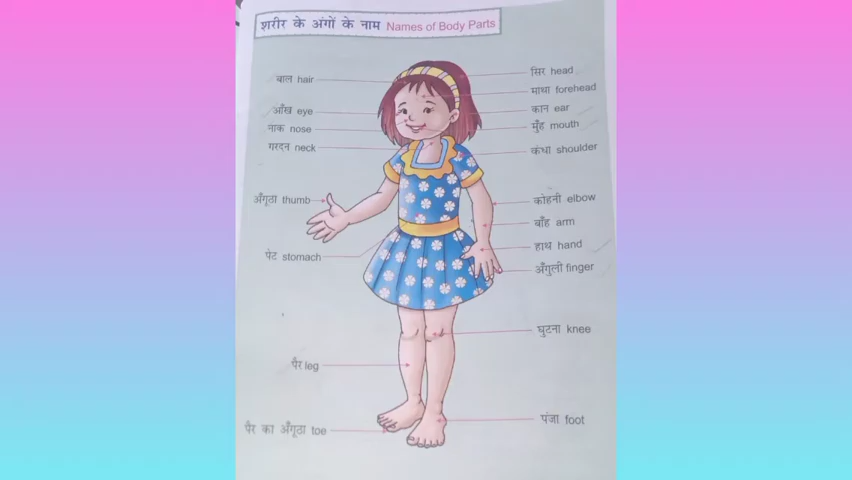 शरीर के अंगों के नाम Names of Body Parts
बाल hair
आँख eye
नाक nose
गरदन neck
अँगूठा thumb
पेट stomach
पैर leg
पैर का अँगूठा toe
सिर head
माथा forehead
कान ear
मुँह mouth
कंधा shoulder
कोहनी elbow
बाँह arm
हाथ hand
अँगुली finger
घुटना knee
पंजा foot